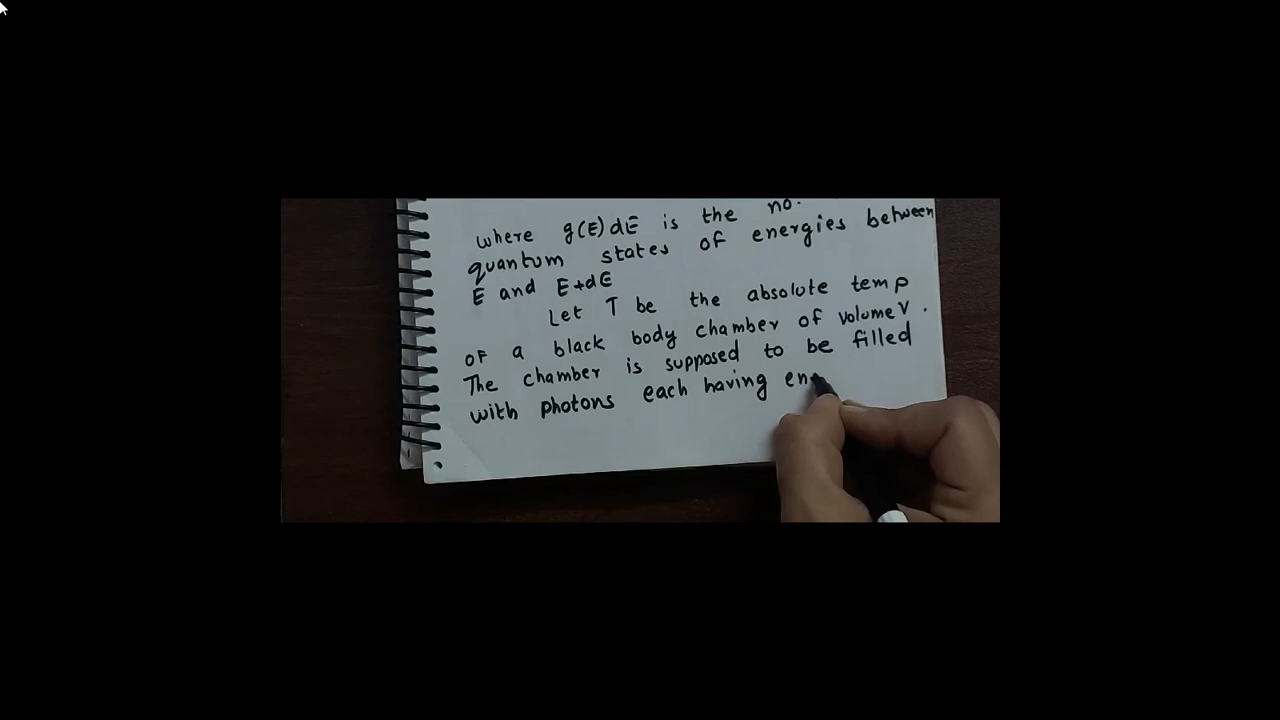 where g(E)dE is the no.
quantum states of energies between
E and E+dE
Let T be the absolute temp
of a black body chamber of volume V.
The chamber is supposed to be filled
with photons each having en